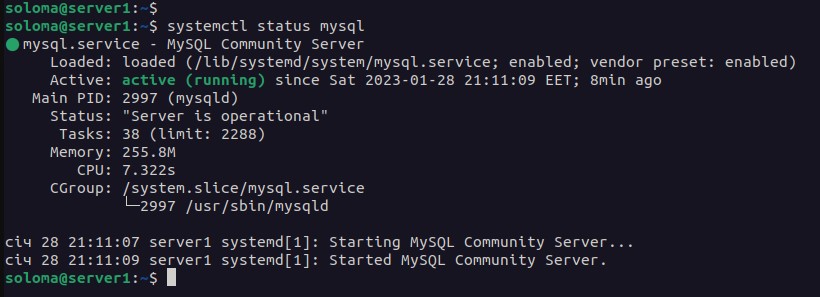 soloma@server1:~$
soloma@server1:~$ systemctl status mysql
● mysql.service - MySQL Community Server
     Loaded: loaded (/lib/systemd/system/mysql.service; enabled; vendor preset: enabled)
     Active: active (running) since Sat 2023-01-28 21:11:09 EET; 8min ago
   Main PID: 2997 (mysqld)
     Status: "Server is operational"
      Tasks: 38 (limit: 2288)
     Memory: 255.8M
        CPU: 7.322s
     CGroup: /system.slice/mysql.service
             └─2997 /usr/sbin/mysqld
січ 28 21:11:07 server1 systemd[1]: Starting MySQL Community Server...
січ 28 21:11:09 server1 systemd[1]: Started MySQL Community Server.
soloma@server1:~$